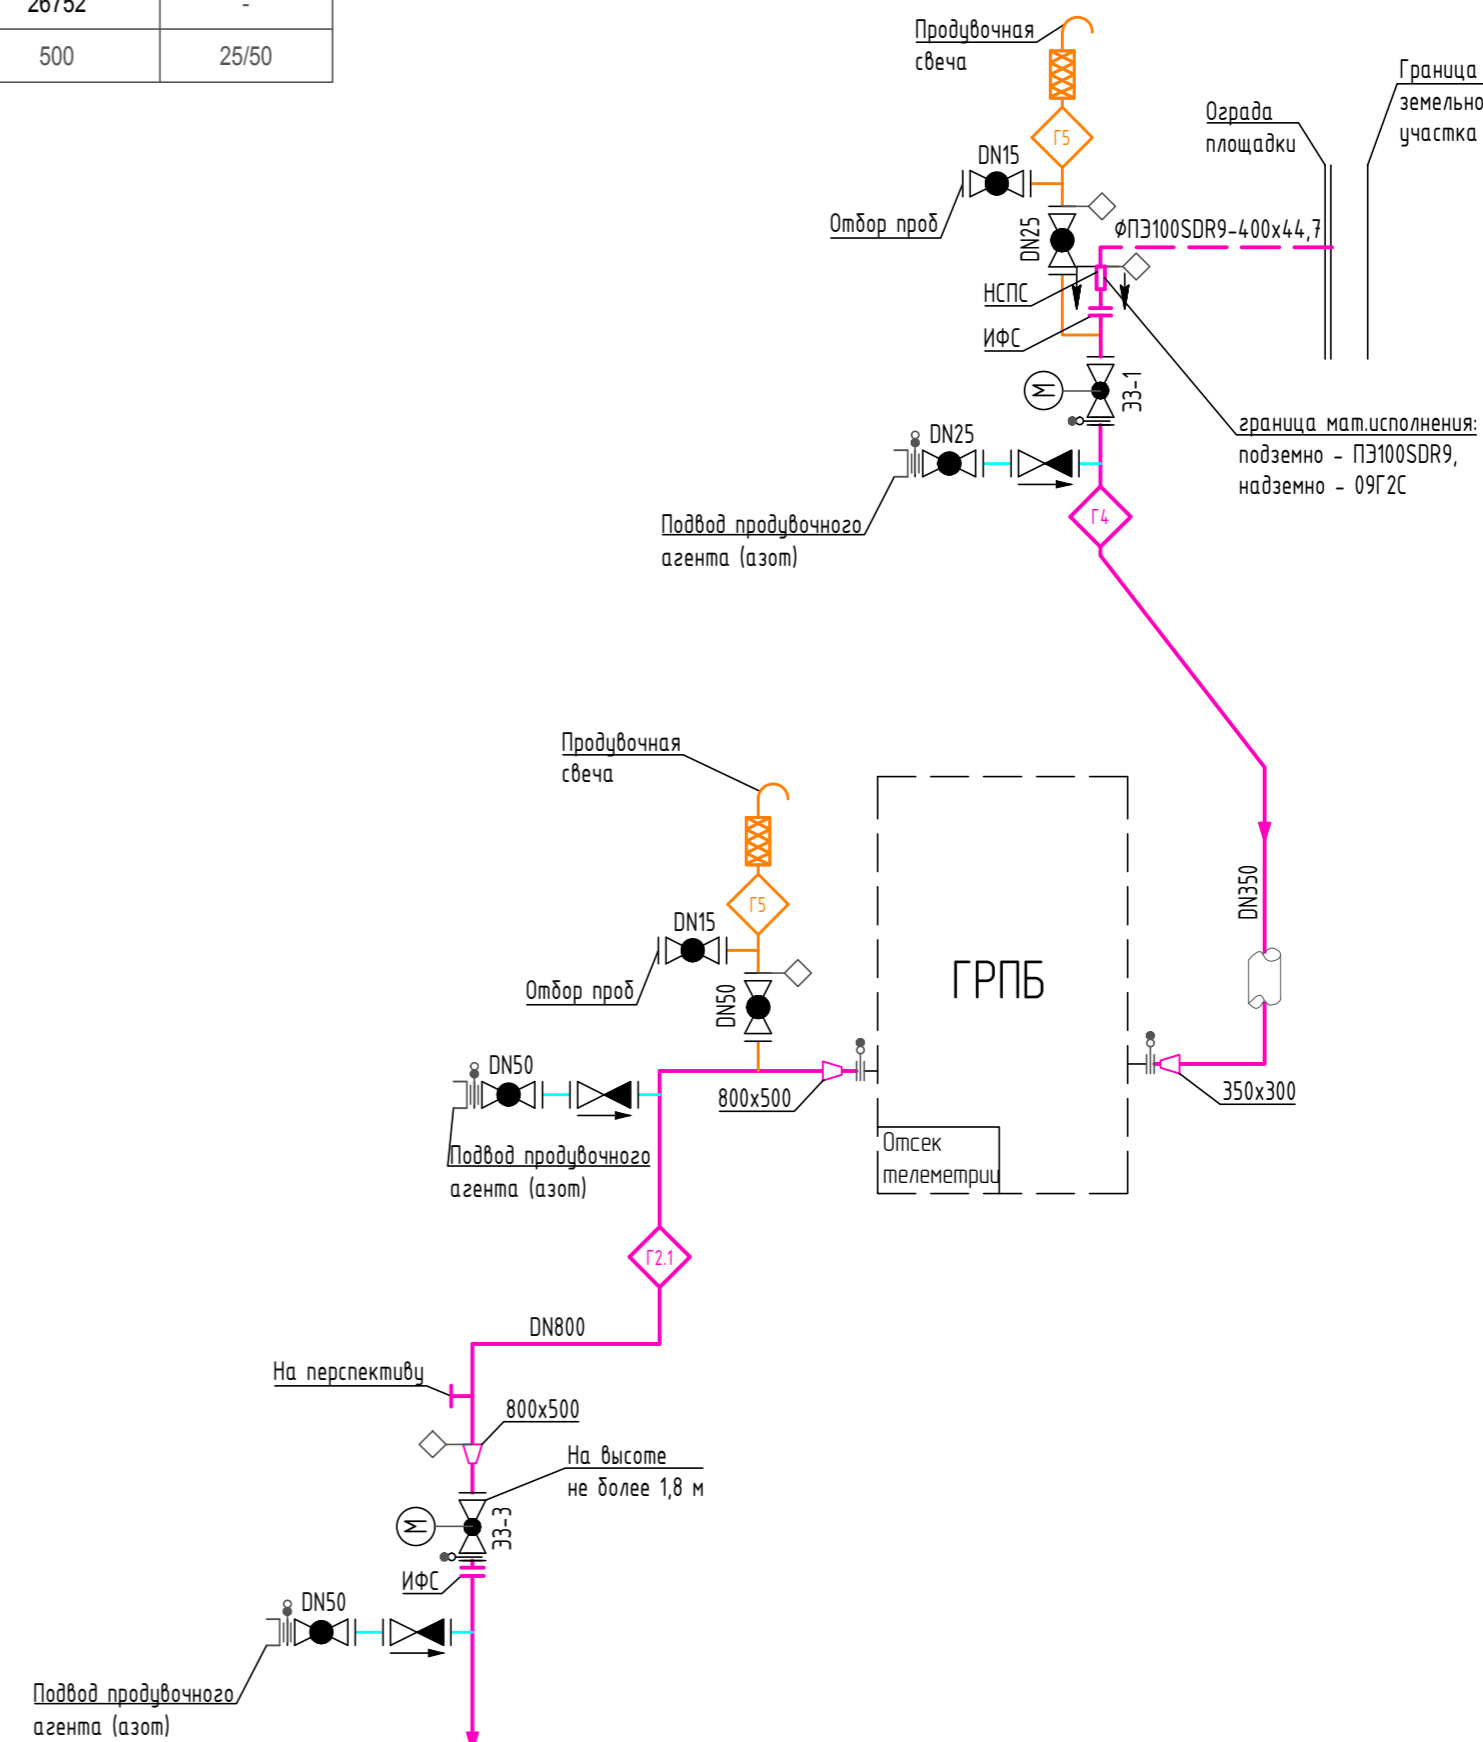 26752 -
500 25/50
Продувочная
свеча
Г5
DN15
Отбор проб
DN25
Ограда
площадки
Граница
земельно
участка
ФПЭ100SDR9-400х44,7
НСПС
ИФС
М
ЭЗ-1
граница мат.исполнения:
подземно - ПЭ100SDR9,
надземно - 09Г2С
DN25
Подвод продувочного
агента (азот)
Г4
Продувочная
свеча
Г5
DN15
Отбор проб
DN50
ГРПБ
DN350
DN50
800х500
350х300
Подвод продувочного
агента (азот)
Отсек
телеметрии
Г2.1
DN800
На перспективу
800х500
На высоте
не более 1,8 м
М
ЭЗ-3
ИФС
DN50
Подвод продувочного
агента (азот)